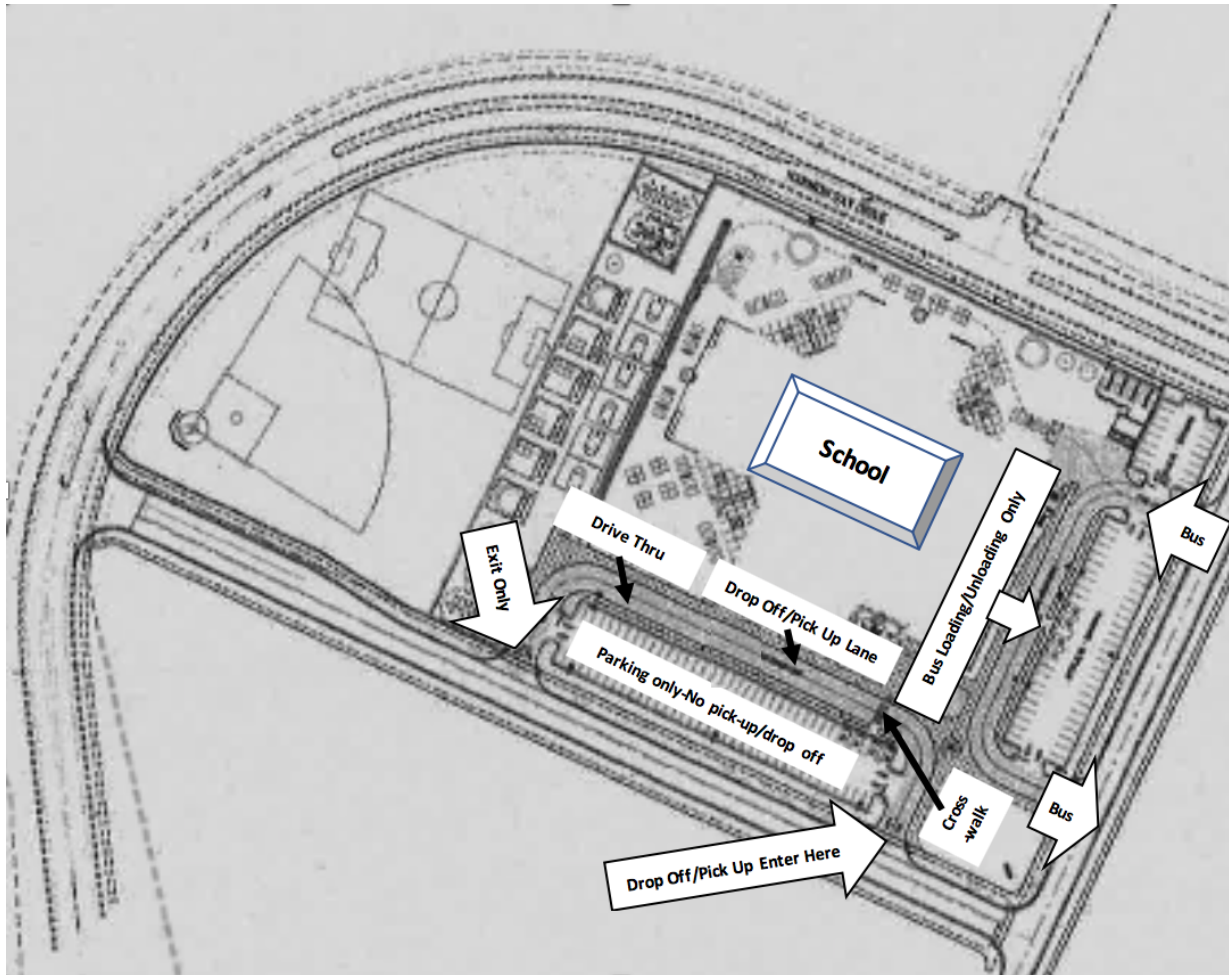 School
Bus Loading/Unloading Only
Bus
Drive Thru
Exit Only
Drop Off/Pick Up Lane
Parking only-No pick-up/drop off
Cross
-walk
Bus
Drop Off/Pick Up Enter Here